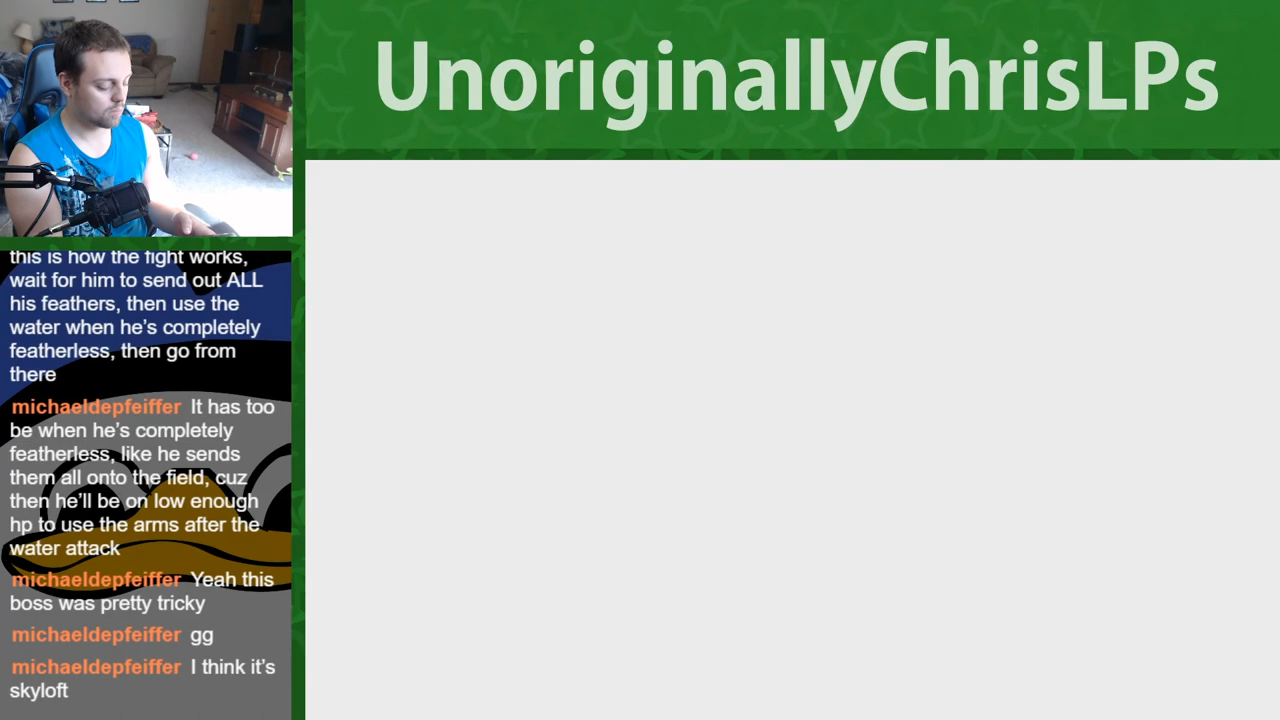 UnoriginallyChrisLPs
this is how the fight works,
wait for him to send out ALL
his feathers, then use the
water when he's completely
featherless, then go from
there
michaeldepfeiffer It has too
be when he's completely
featherless, like he sends
them all onto the field, cuz
then he'll be on low enough
hp to use the arms after the
water attack
michaeldepfeiffer Yeah this
boss was pretty tricky
michaeldepfeiffer gg
michaeldepfeiffer I think it's
skyloft